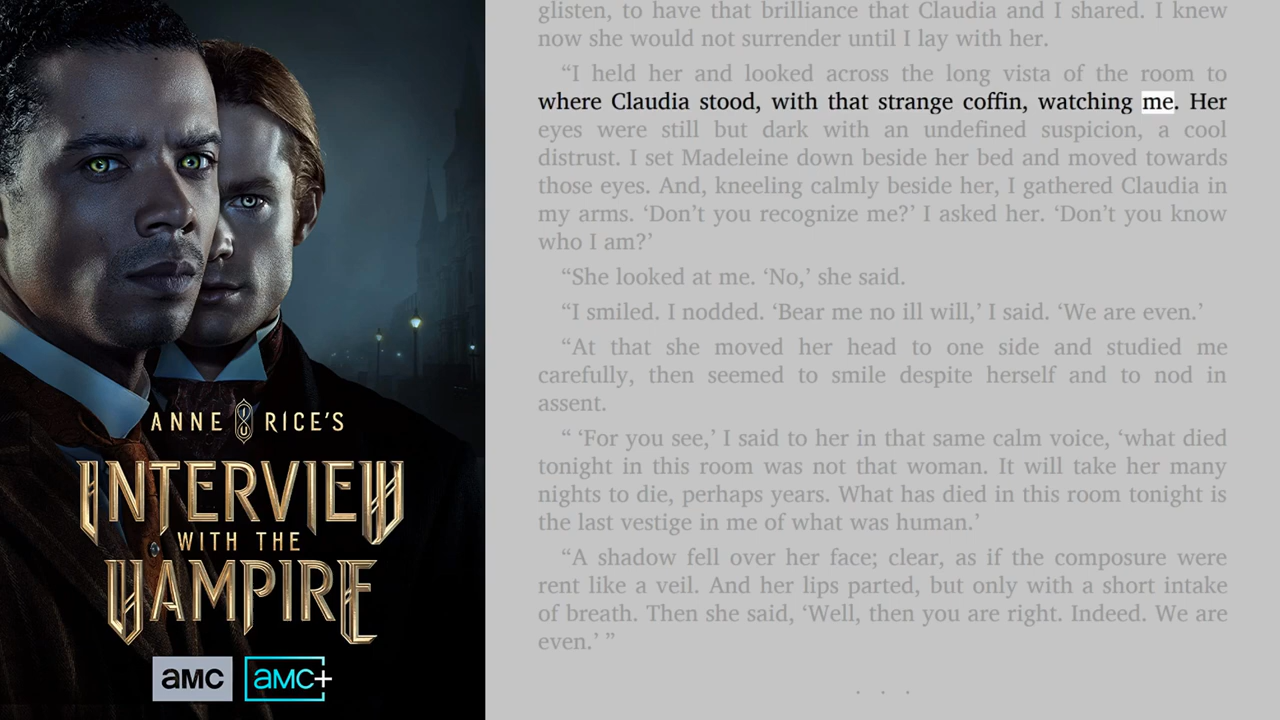 ANNE RICE'S
INTERVIEW
WITH THE
VAMPIRE
aMC
aMC+
glisten, to have that brilliance that Claudia and I shared. I knew
now she would not surrender until I lay with her.
“I held her and looked across the long vista of the room to
where Claudia stood, with that strange coffin, watching me. Her
eyes were still but dark with an undefined suspicion, a cool
distrust. I set Madeleine down beside her bed and moved towards
those eyes. And, kneeling calmly beside her, I gathered Claudia in
my arms. ‘Don’t you recognize me?’ I asked her. ‘Don’t you know
who I am?’
“She looked at me. ‘No,’ she said.
“I smiled. I nodded. ‘Bear me no ill will,’ I said. ‘We are even.’
“At that she moved her head to one side and studied me
carefully, then seemed to smile despite herself and to nod in
assent.
“ ‘For you see,’ I said to her in that same calm voice, ‘what died
tonight in this room was not that woman. It will take her many
nights to die, perhaps years. What has died in this room tonight is
the last vestige in me of what was human.’
“A shadow fell over her face; clear, as if the composure were
rent like a veil. And her lips parted, but only with a short intake
of breath. Then she said, ‘Well, then you are right. Indeed. We are
even.’ ”
. . .